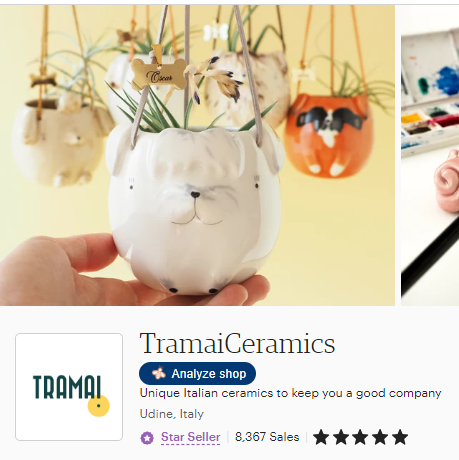 Oscar
TRAMAI
TramaiCeramics
Analyze shop
Unique Italian ceramics to keep you a good company
Udine, Italy
Star Seller 8,367 Sales